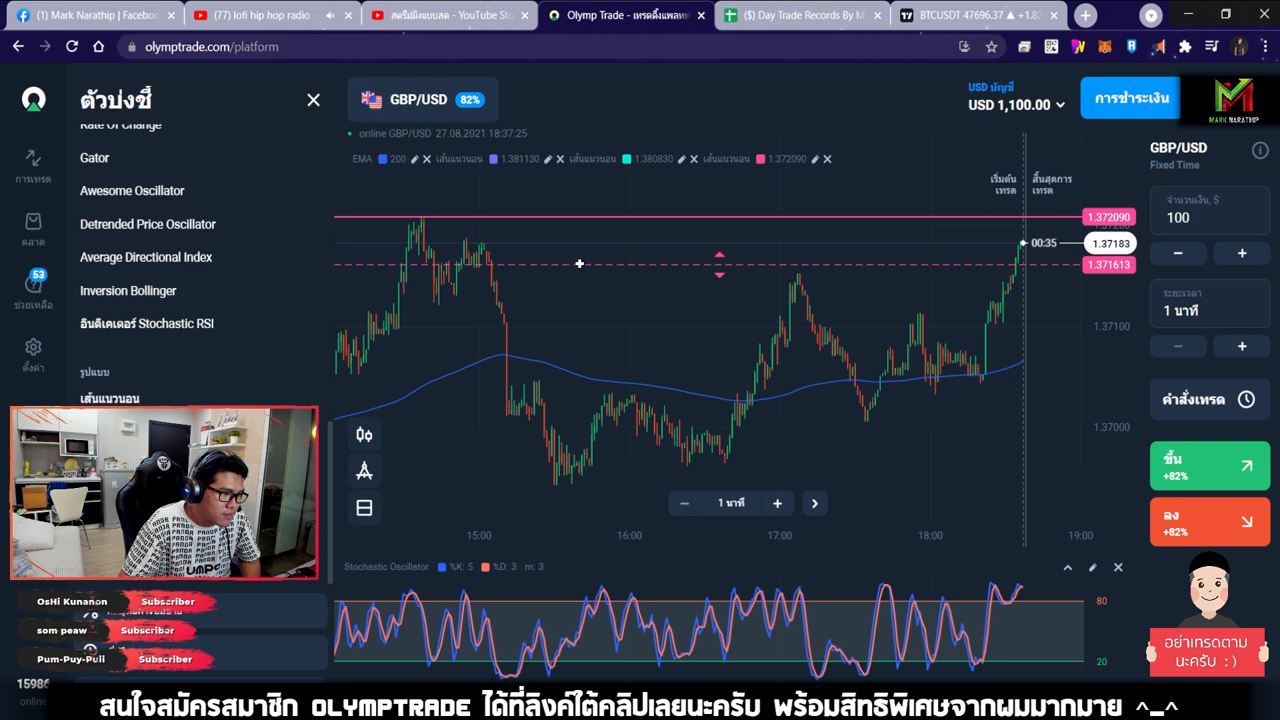 (1) Mark Narathip | Facebo
(77) lofi hip hop radio -
สตรีมมิงแบบสด - YouTube Stu
Olymp Trade - เทรดดิ้งแพลทฟ
($) Day Trade Records By M
BTCUSDT 47696.37 ▲ +1.82
olymptrade.com/platform
ตัวบ่งชี้
GBP/USD 82%
USD บัญชี
USD 1,100.00
การชำระเงิน
MARK NARATHIP
การเทรด
ตลาด
53
ช่วยเหลือ
ตั้งค่า
Rate Of Change
Gator
Awesome Oscillator
Detrended Price Oscillator
Average Directional Index
Inversion Bollinger
อินดิเคเตอร์ Stochastic RSI
รูปแบบ
เส้นแนวนอน
online GBP/USD 27.08.2021 18:37:25
EMA 200 เส้นแนวนอน 1.381130 เส้นแนวนอน 1.380830 เส้นแนวนอน 1.372090
เริ่มต้น
เทรด
สิ้นสุดการ
เทรด
1.372090
00:35
1.37183
1.371613
1.37100
1.37000
1 นาที
15:00 16:00 17:00 18:00 19:00
Stochastic Oscillator %K: 5 %D: 3 m: 3
80
20
GBP/USD
Fixed Time
จำนวนเงิน, $
100
ระยะเวลา
1 นาที
คำสั่งเทรด
ขึ้น
+82%
ลง
+82%
อย่าเทรดตาม
นะครับ : )
OsHi Kunanon Subscriber
som peaw Subscriber
Pum-Puy-Puii Subscriber
15986
online
สนใจสมัครสมาชิก OLYMPTRADE ได้ที่ลิงค์ใต้คลิปเลยนะครับ พร้อมสิทธิพิเศษจากผมมากมาย ^_^